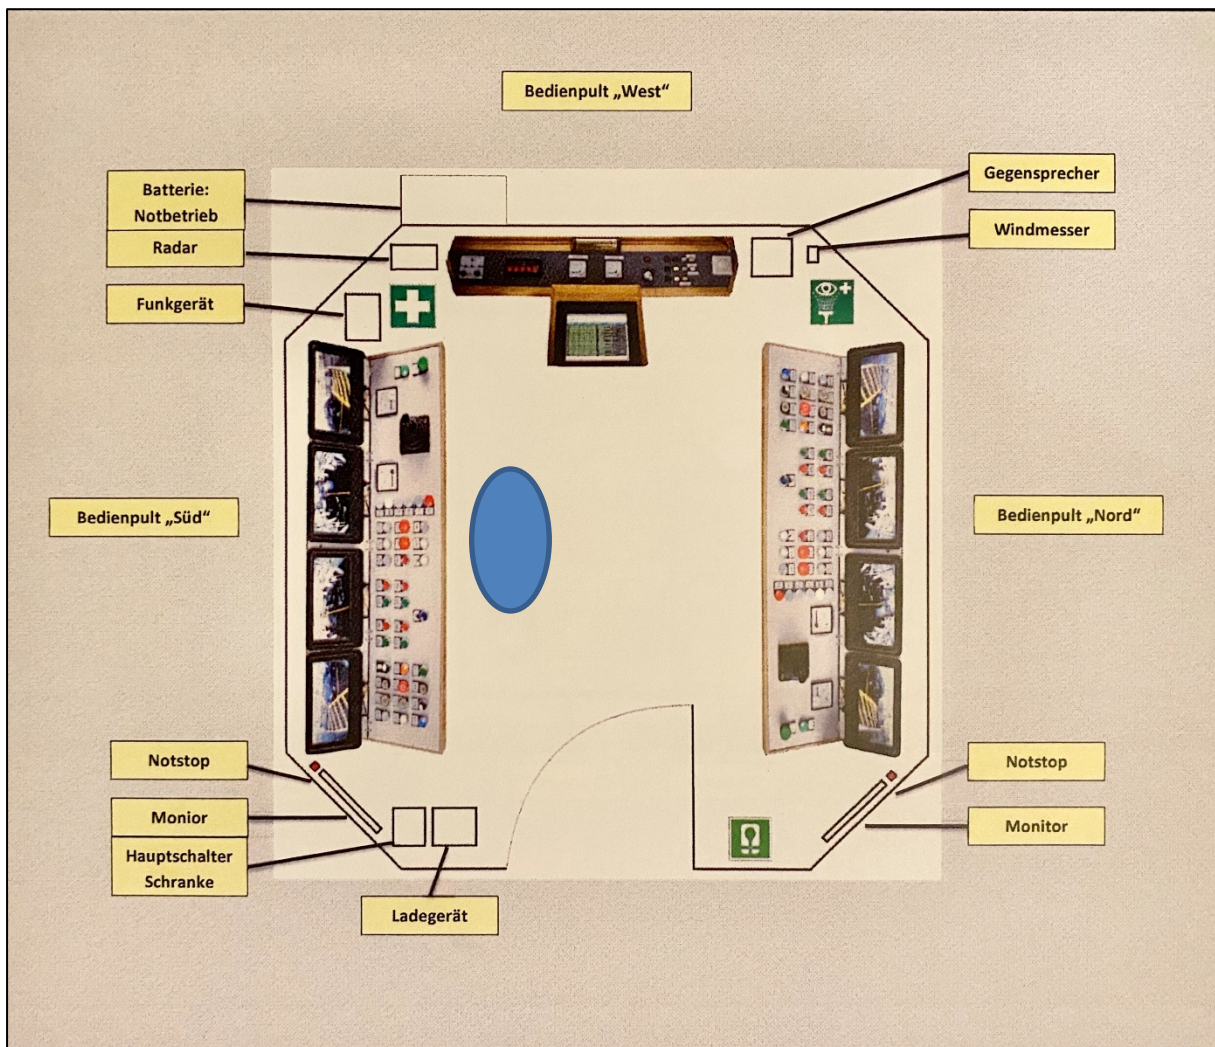 Bedienpult „West“
Batterie:
Notbetrieb
Radar
Funkgerät
Gegensprecher
Windmesser
Bedienpult „Süd“
Bedienpult „Nord“
Notstop
Monior
Hauptschalter
Schranke
Ladegerät
Notstop
Monitor